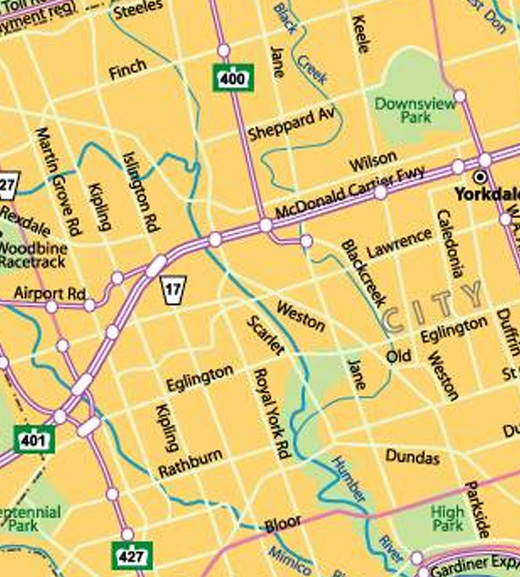 Toll R
yment req)
Steeles
Black
Creek
Keele
Jane
st Don
Finch
400
Downsview
Park
Sheppard Av
Martin Grove Rd
Kipling
Islington Rd
Wilson
27
McDonald Cartier Fwy
Yorkdale
Rexdale
Woodbine
Racetrack
Lawrence
Caledonia
Blackcreek
Airport Rd
17
CITY
Weston
Scarlet
Eglington
Duffrin
Old
Weston
Jane
St
Eglington
Royal York Rd
Kipling
401
Rathburn
Dundas
Du
Humber
River
entennial
Park
Bloor
High
Park
Parkside
427
Mimico
Gardiner Exp